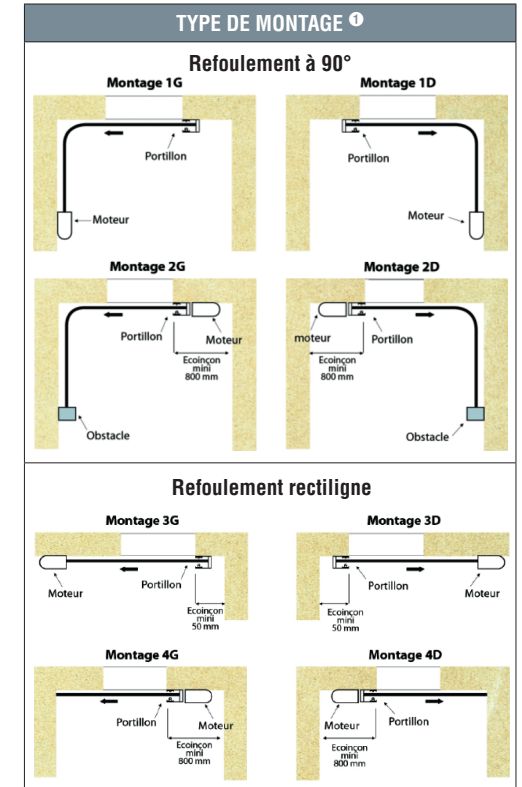 TYPE DE MONTAGE ❶
Refoulement à 90°
Montage 1G
Portillon
Moteur
Montage 1D
Portillon
Moteur
Montage 2G
Portillon
Moteur
Ecoinçon
mini
800 mm
Obstacle
Montage 2D
moteur
Portillon
Ecoinçon
mini
800 mm
Obstacle
Refoulement rectiligne
Montage 3G
Moteur
Portillon
Ecoinçon
mini
50 mm
Montage 3D
Portillon
Moteur
Ecoinçon
mini
50 mm
Montage 4G
Portillon
Moteur
Ecoinçon
mini
800 mm
Montage 4D
Moteur
Portillon
Ecoinçon
mini
800 mm